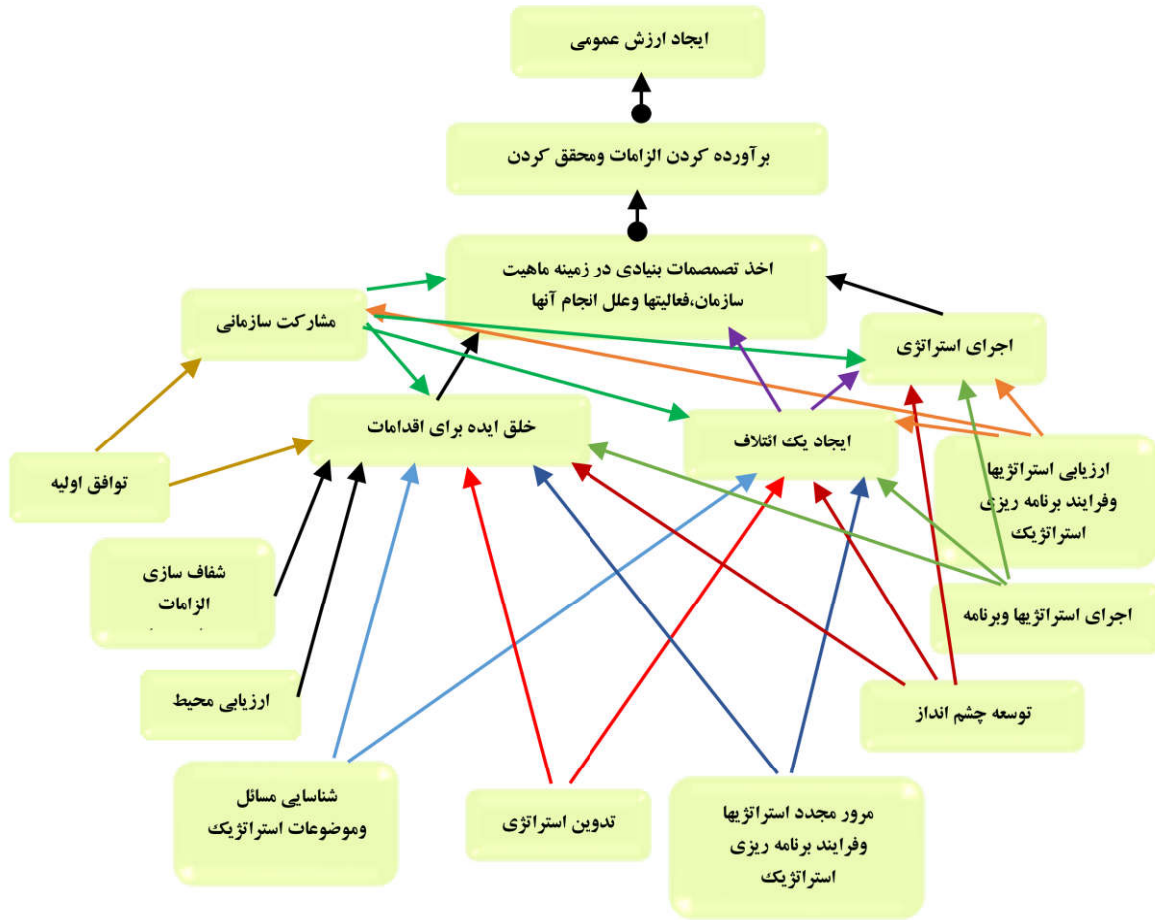 ایجاد ارزش عمومی
برآورده کردن الزامات ومحقق کردن
اخذ تصمصمات بنیادی در زمینه ماهیت
سازمان،فعالیتها وعلل انجام آنها
مشارکت سازمانی
اجرای استراتژی
خلق ایده برای اقدامات
ایجاد یک ائتلاف
توافق اولیه
ارزیابی استراتژیها
وفرایند برنامه ریزی
استراتژیک
شفاف سازی
الزامات
اجرای استراتژیها وبرنامه
ارزیابی محیط
توسعه چشم انداز
شناسایی مسائل
وموضوعات استراتژیک
تدوین استراتژی
مرور مجدد استراتژیها
وفرایند برنامه ریزی
استراتژیک